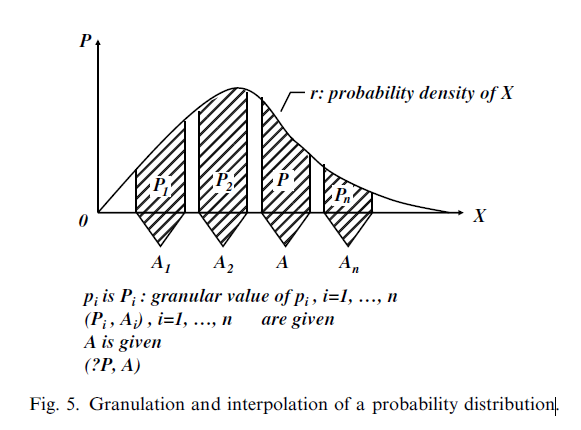 P
r: probability density of X
P₁
P₂
P
Pₙ
0
X
A₁
A₂
A
Aₙ
pᵢ is Pᵢ : granular value of pᵢ , i=1, …, n
(Pᵢ , Aᵢ) , i=1, …, n are given
A is given
(?P, A)
Fig. 5. Granulation and interpolation of a probability distribution.